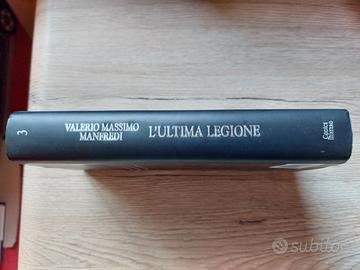 3
VALERIO MASSIMO
MANFREDI
L'ULTIMA LEGIONE
subito